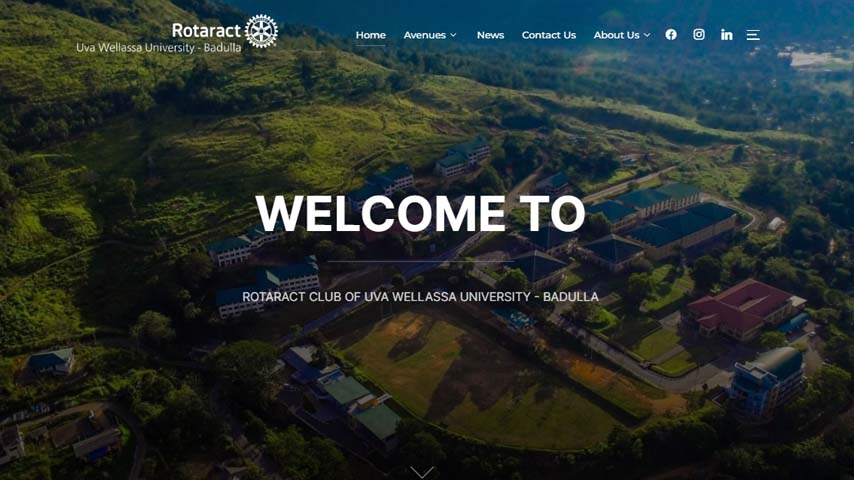 Rotaract
Uva Wellassa University - Badulla
Home
Avenues
News
Contact Us
About Us
WELCOME TO
ROTARACT CLUB OF UVA WELLASSA UNIVERSITY - BADULLA